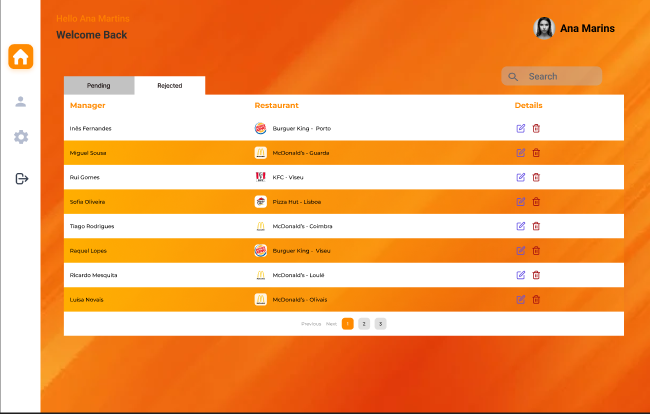 Hello Ana Martins
Welcome Back
Ana Marins
Search
Pending
Rejected
Manager Restaurant Details
Inês Fernandes Burguer King - Porto
Miguel Sousa McDonald's - Guarda
Rui Gomes KFC - Viseu
Sofia Oliveira Pizza Hut - Lisboa
Tiago Rodrigues McDonald's - Coimbra
Raquel Lopes Burguer King - Viseu
Ricardo Mesquita McDonald's - Loulé
Luísa Novais McDonald's - Olivais
Previous Next 1 2 3